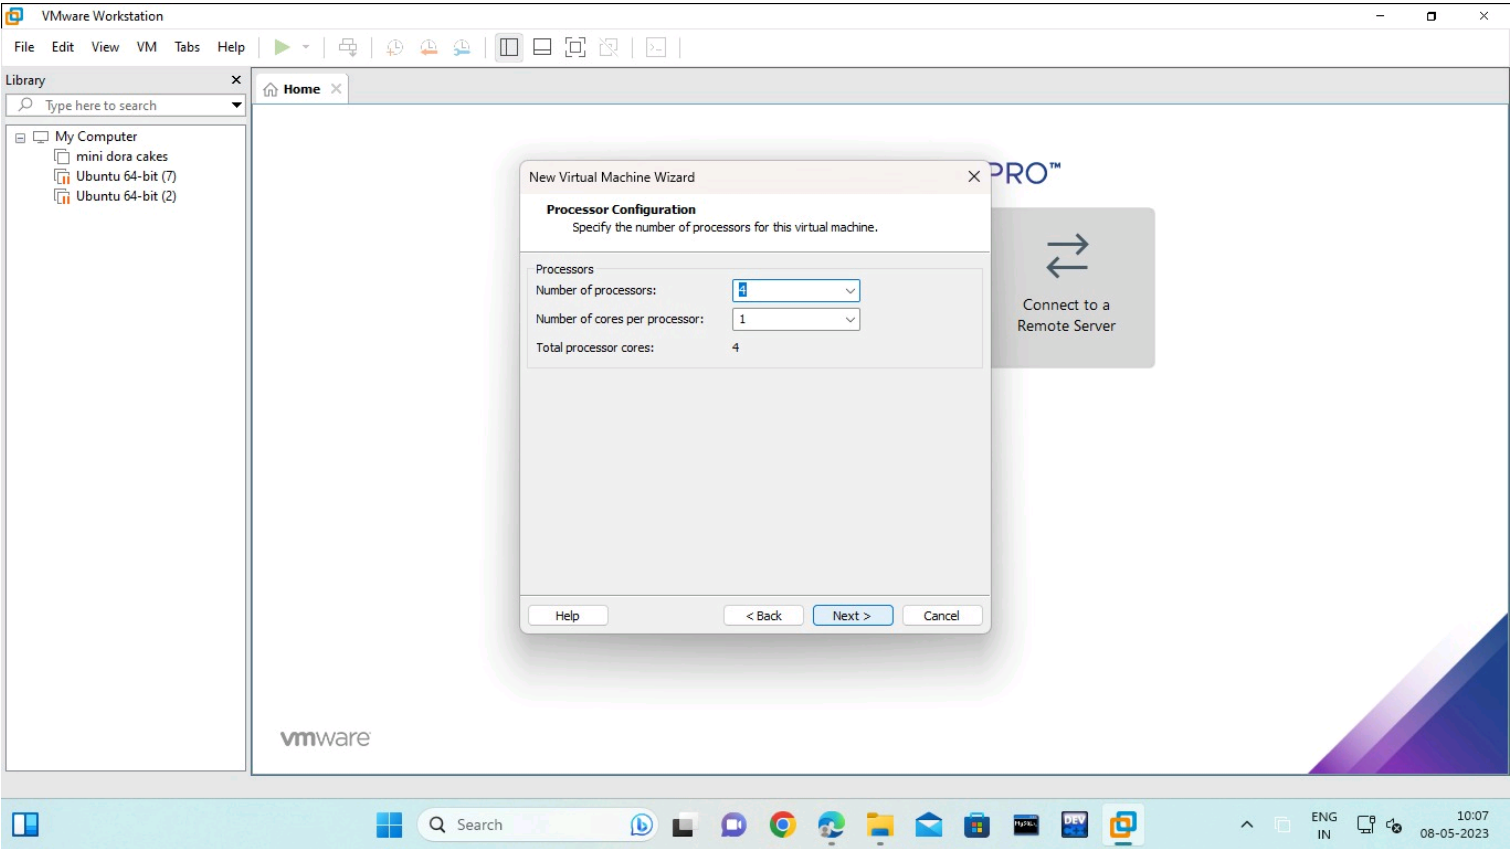 VMware Workstation
File Edit View VM Tabs Help
Library
Type here to search
My Computer
mini dora cakes
Ubuntu 64-bit (7)
Ubuntu 64-bit (2)
Home
PRO™
New Virtual Machine Wizard
Processor Configuration
Specify the number of processors for this virtual machine.
Processors
Number of processors: 4
Number of cores per processor: 1
Total processor cores: 4
Connect to a
Remote Server
Help < Back Next > Cancel
vmware
Search
DEV
ENG
IN
10:07
08-05-2023